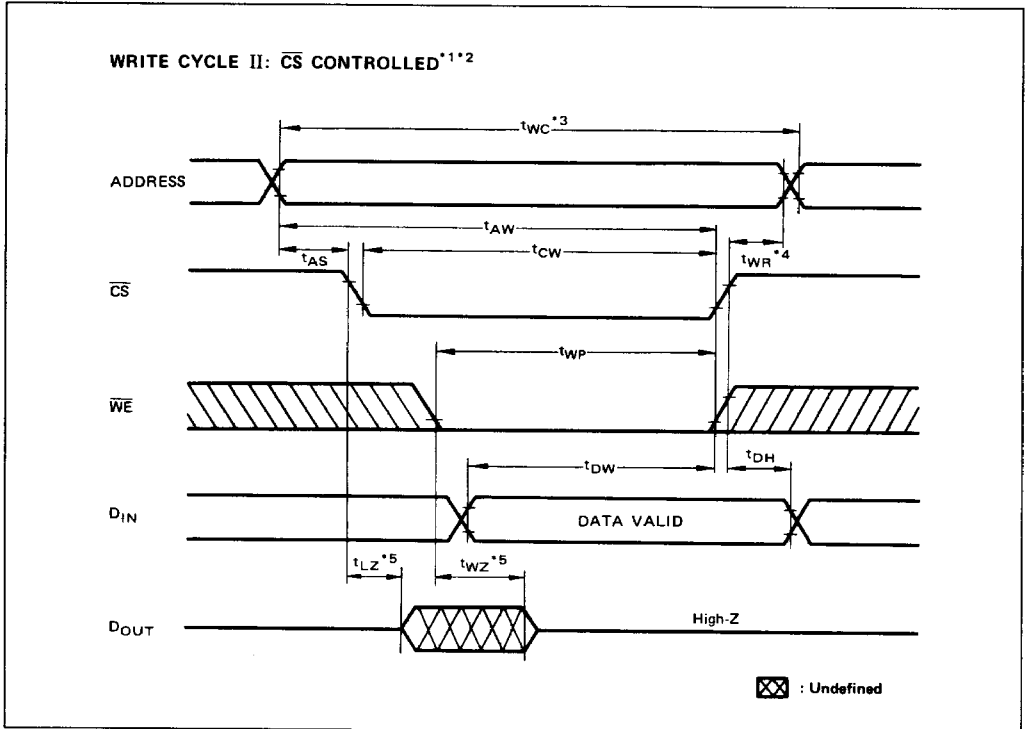 WRITE CYCLE II: CS CONTROLLED*1*2
tWC*3
ADDRESS
tAW
tAS
tCW
tWR*4
CS
tWP
WE
tDW
tDH
DIN
DATA VALID
tLZ*5
tWZ*5
DOUT
High-Z
: Undefined